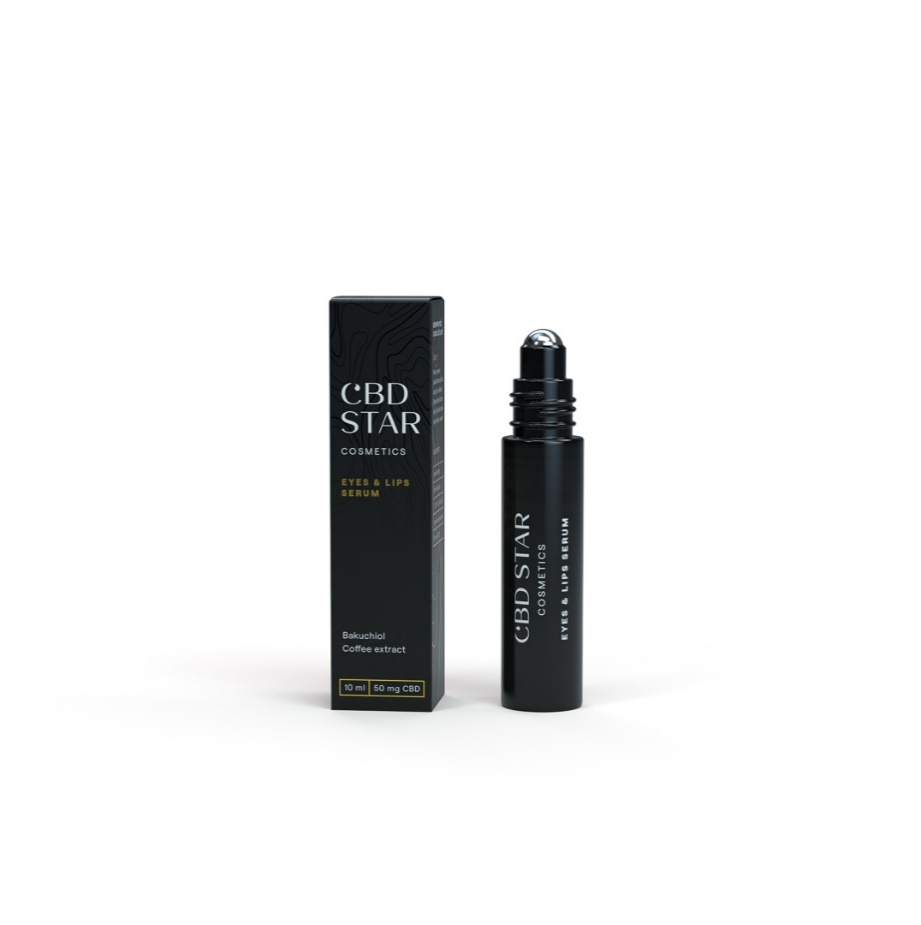 CBD
STAR
COSMETICS
EYES & LIPS
SERUM
Bakuchiol
Coffee extract
10 ml 50 mg CBD
CBD STAR
COSMETICS
EYES & LIPS SERUM